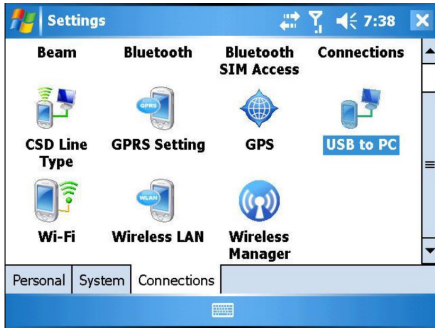 Settings 7:38
Beam Bluetooth Bluetooth Connections
SIM Access
GPRS
CSD Line GPRS Setting GPS USB to PC
Type
WLAN
Wi-Fi Wireless LAN Wireless
Manager
Personal System Connections